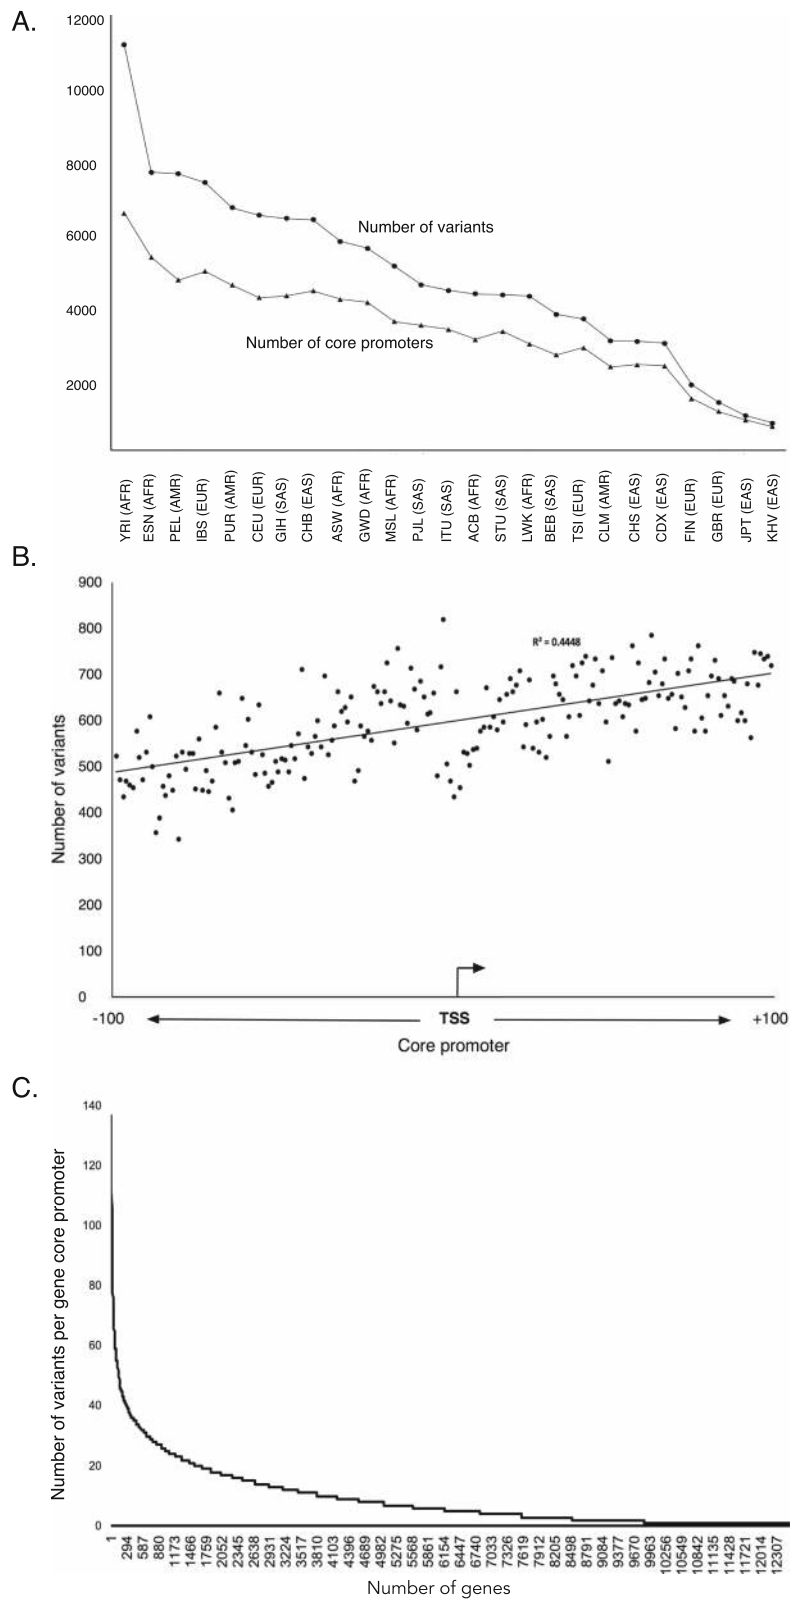 A.
12000
10000
8000
6000
4000
2000
Number of variants
Number of core promoters
YRI (AFR)
ESN (AFR)
PEL (AMR)
IBS (EUR)
PUR (AMR)
CEU (EUR)
GIH (SAS)
CHB (EAS)
ASW (AFR)
GWD (AFR)
MSL (AFR)
PJL (SAS)
ITU (SAS)
ACB (AFR)
STU (SAS)
LWK (AFR)
BEB (SAS)
TSI (EUR)
CLM (AMR)
CHS (EAS)
CDX (EAS)
FIN (EUR)
GBR (EUR)
JPT (EAS)
KHV (EAS)
B.
Number of variants
900
800
700
600
500
400
300
200
100
0
R² = 0.4448
-100
TSS
+100
Core promoter
C.
Number of variants per gene core promoter
140
120
100
80
60
40
20
0
1
294
587
880
1173
1466
1759
2052
2345
2638
2931
3224
3517
3810
4103
4396
4689
4982
5275
5568
5861
6154
6447
6740
7033
7326
7619
7912
8205
8498
8791
9084
9377
9670
9963
10256
10549
10842
11135
11428
11721
12014
12307
Number of genes